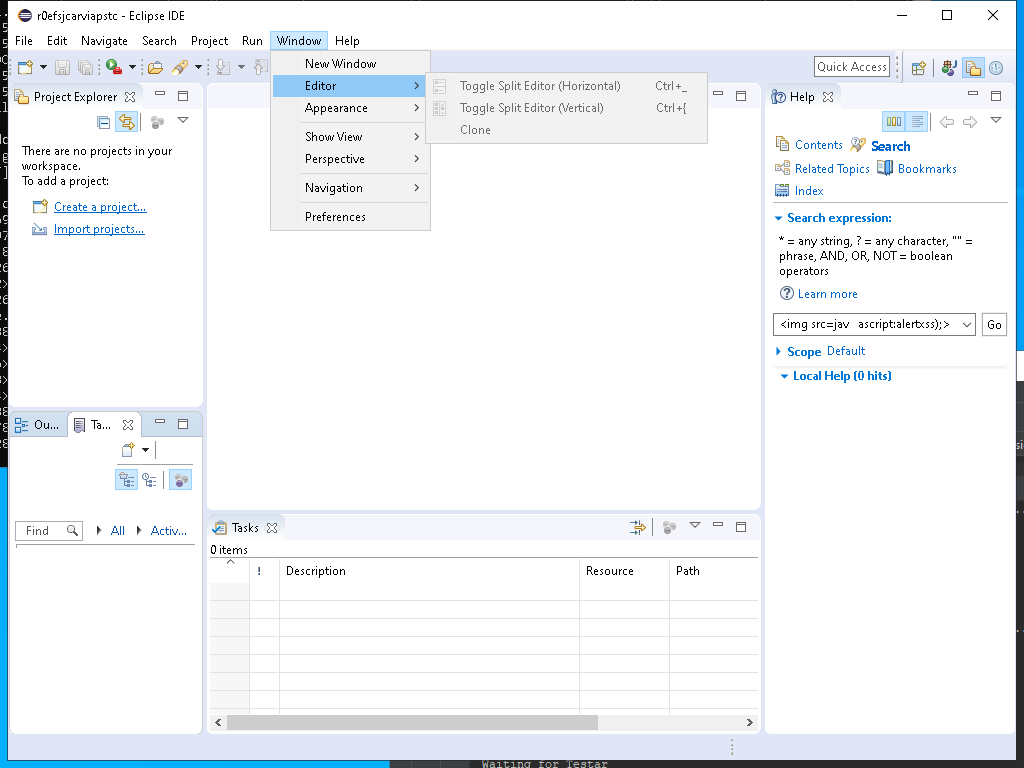 r0efsjcarviapstc - Eclipse IDE
File Edit Navigate Search Project Run Window Help
New Window
Editor
Appearance
Show View
Perspective
Navigation
Preferences
Toggle Split Editor (Horizontal) Ctrl+_
Toggle Split Editor (Vertical) Ctrl+{
Clone
Quick Access
Project Explorer
There are no projects in your
workspace.
To add a project:
Create a project...
Import projects...
Ou...
Ta...
Find
All
Activ...
Tasks
0 items
! Description Resource Path
Help
Contents Search
Related Topics Bookmarks
Index
Search expression:
* = any string, ? = any character, "" =
phrase, AND, OR, NOT = boolean
operators
Learn more
<img src=jav ascript:alertxss);> Go
Scope Default
Local Help (0 hits)
Waiting for Testar